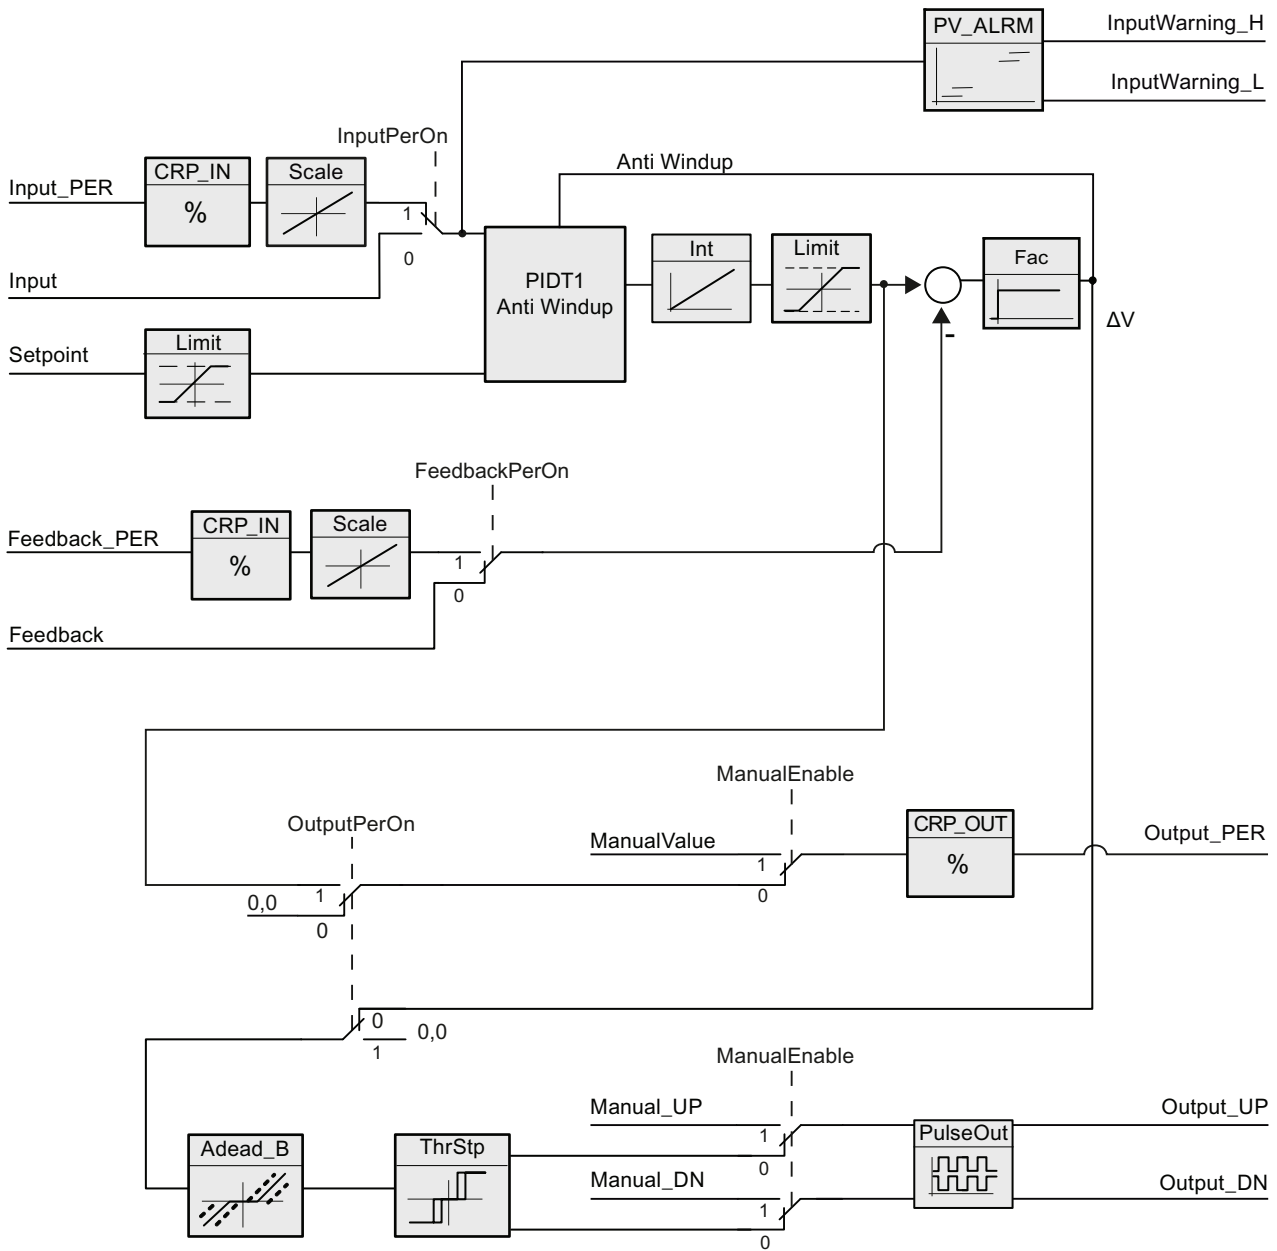 PV_ALRM
InputWarning_H
InputWarning_L
InputPerOn
Anti Windup
Input_PER
CRP_IN
%
Scale
1
0
Input
PIDT1
Anti Windup
Int
Limit
Fac
ΔV
-
Setpoint
Limit
FeedbackPerOn
Feedback_PER
CRP_IN
%
Scale
1
0
Feedback
ManualEnable
OutputPerOn
ManualValue
1
0
CRP_OUT
%
Output_PER
1
0,0
0
0
0,0
1
ManualEnable
Manual_UP
1
0
Output_UP
Adead_B
ThrStp
PulseOut
Manual_DN
1
0
Output_DN